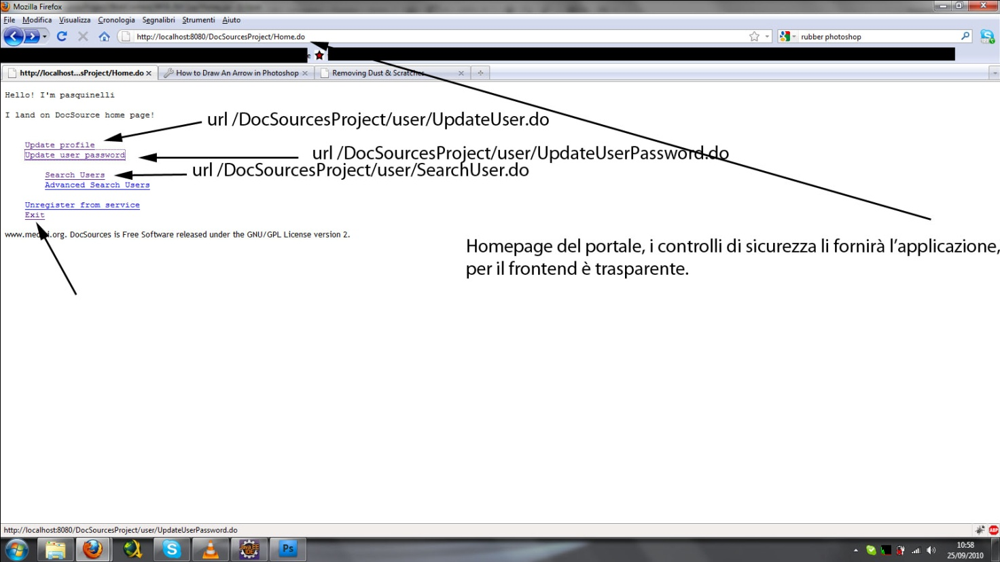 Mozilla Firefox
File Modifica Visualizza Cronologia Segnalibri Strumenti Aiuto
http://localhost:8080/DocSourcesProject/Home.do
rubber photoshop
http://localhost...sProject/Home.do
How to Draw An Arrow in Photoshop
Removing Dust & Scratches
Hello! I'm pasquinelli
I land on DocSource home page!
url /DocSourcesProject/user/UpdateUser.do
Update profile
Update user password
url /DocSourcesProject/user/UpdateUserPassword.do
url /DocSourcesProject/user/SearchUser.do
Search Users
Advanced Search Users
Unregister from service
Exit
DocSources is Free Software released under the GNU/GPL License version 2.
Homepage del portale, i controlli di sicurezza li fornirà l'applicazione,
per il frontend è trasparente.
http://localhost:8080/DocSourcesProject/user/UpdateUserPassword.do
ABP
Java EE
IDE
Ps
10:58
25/09/2010